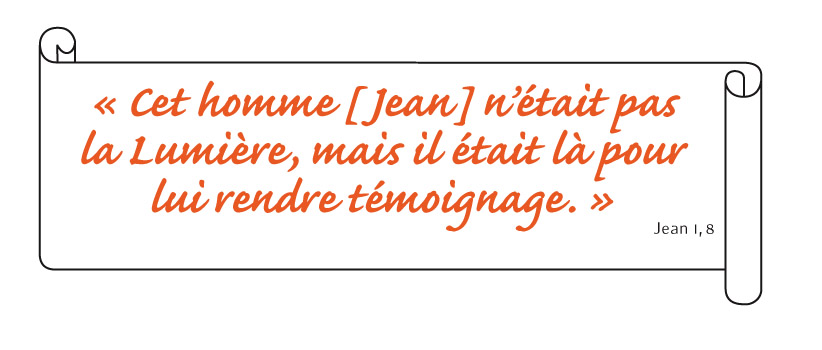 « Cet homme [Jean] n’était pas
la Lumière, mais il était là pour
lui rendre témoignage. »
Jean 1, 8